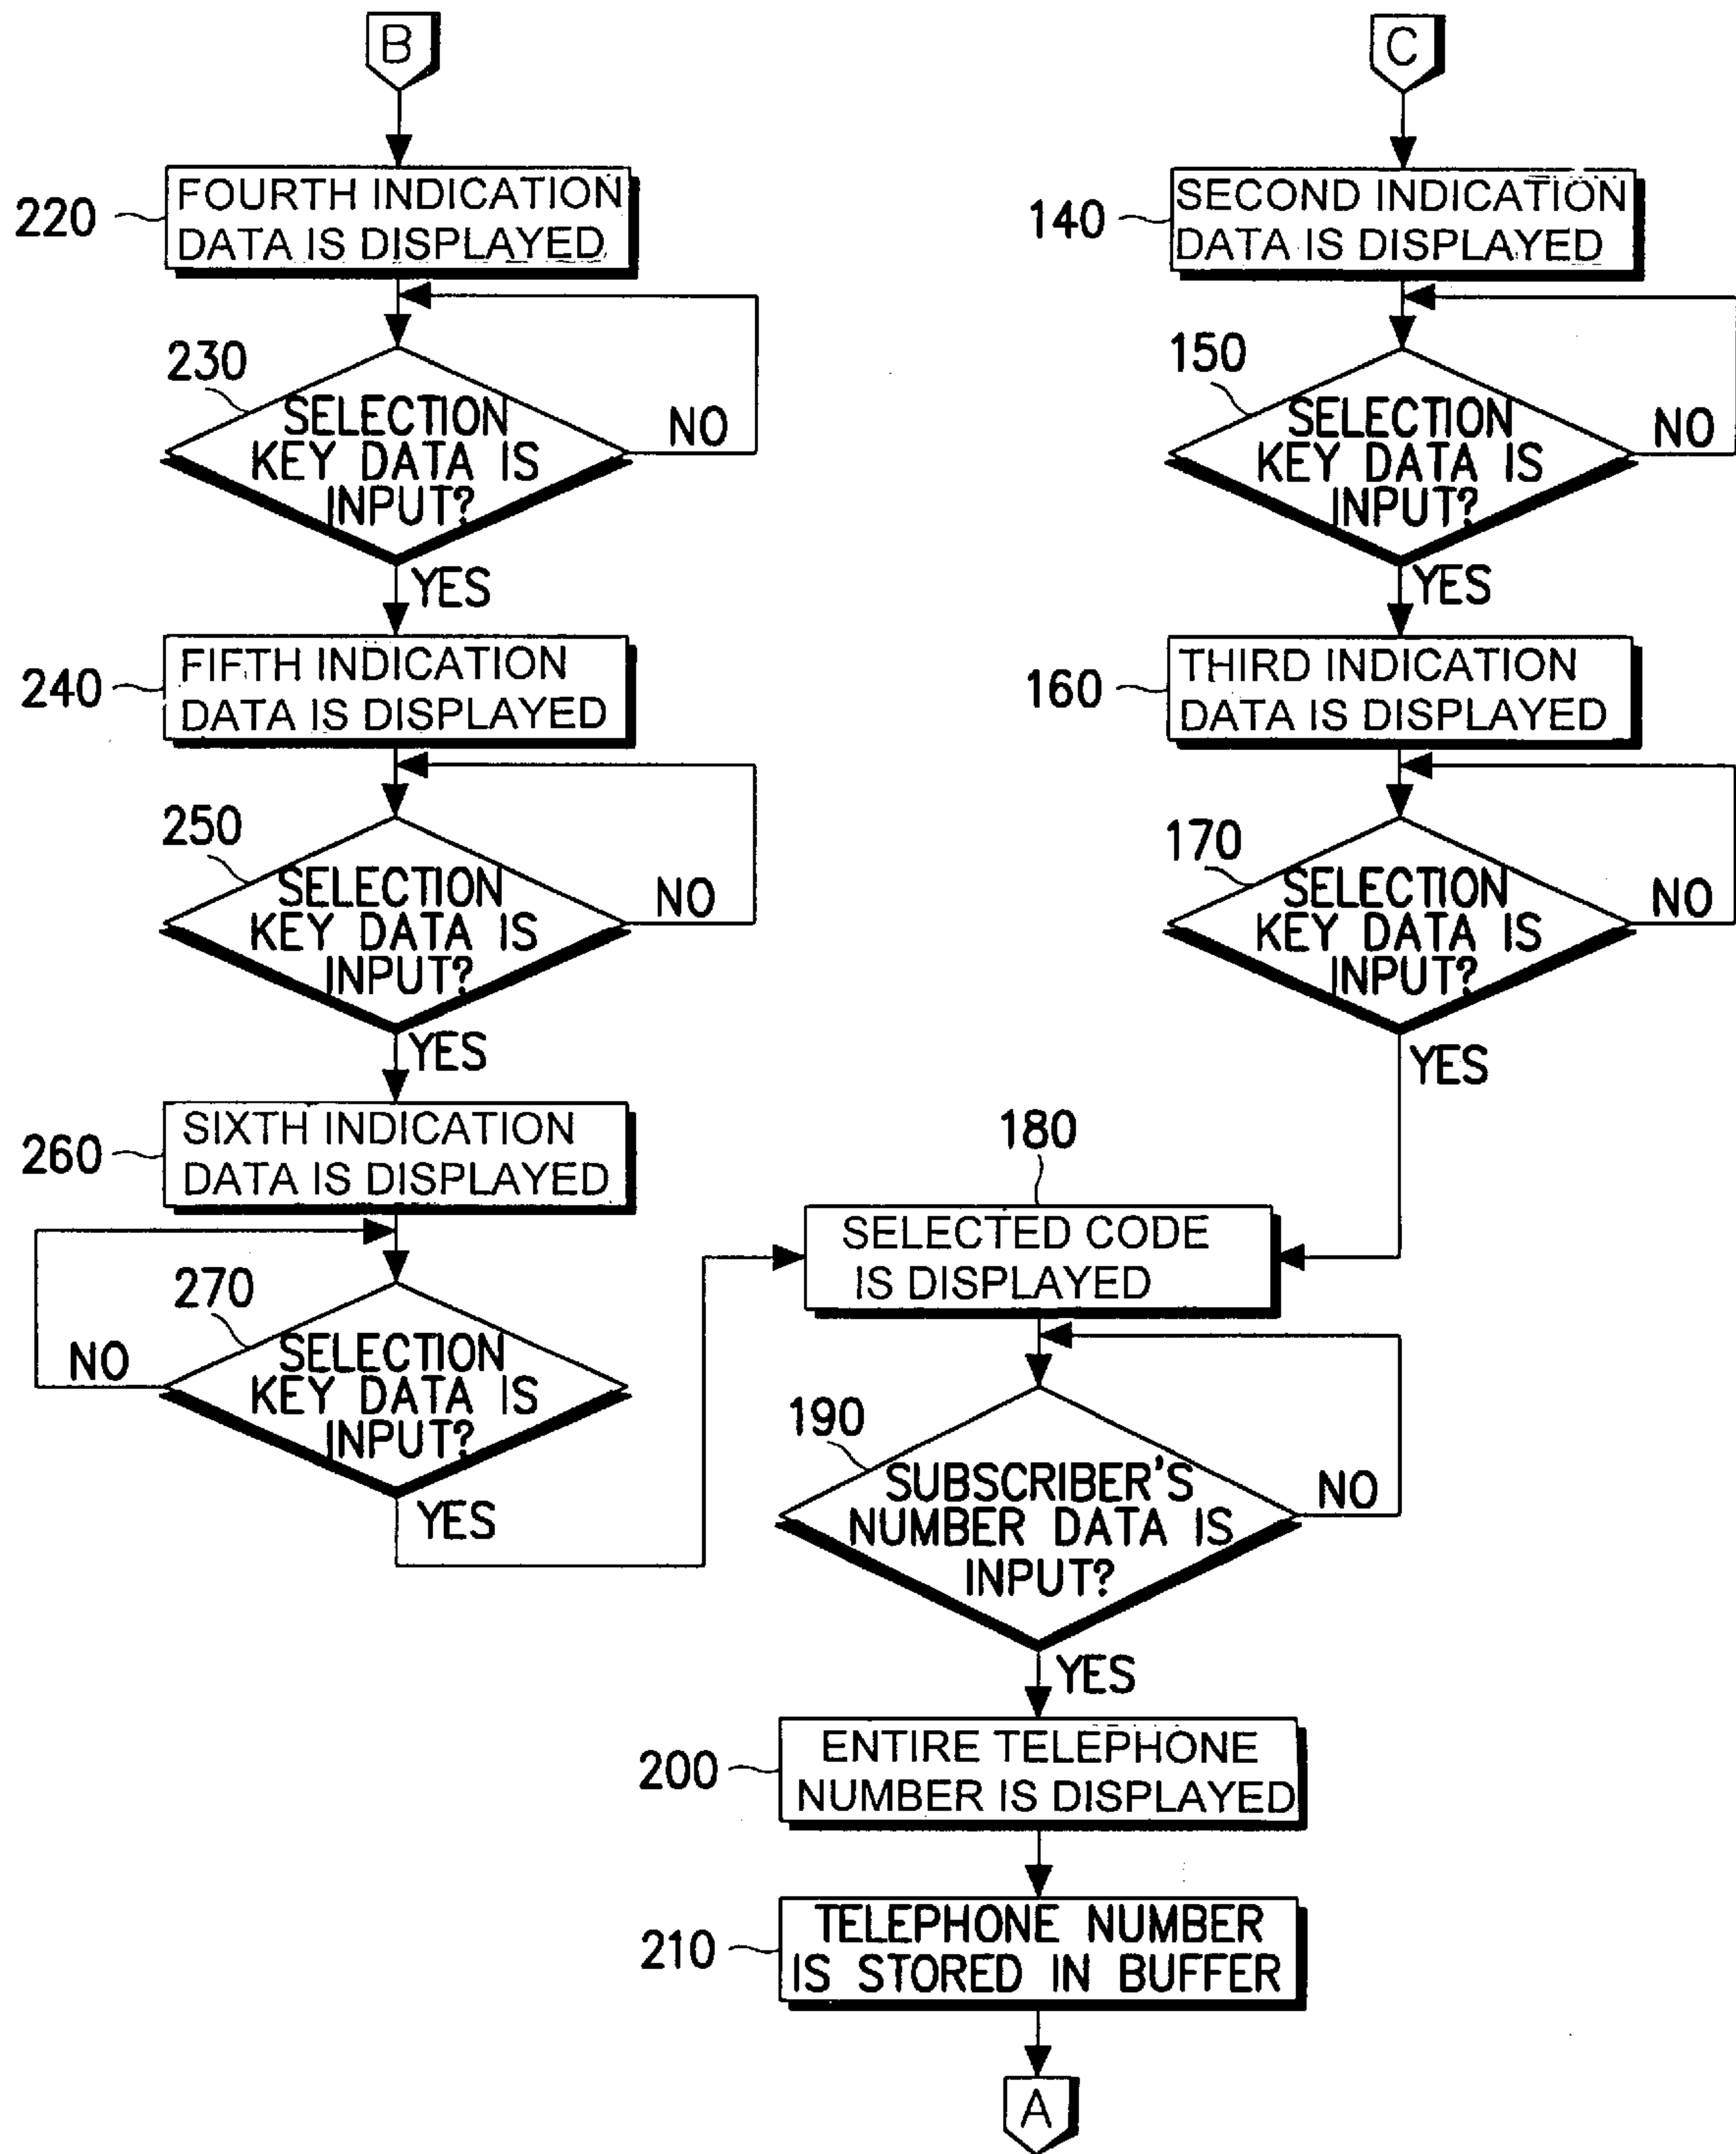 B
220
FOURTH INDICATION
DATA IS DISPLAYED
230
SELECTION
KEY DATA IS
INPUT?
NO
YES
240
FIFTH INDICATION
DATA IS DISPLAYED
250
SELECTION
KEY DATA IS
INPUT?
NO
YES
260
SIXTH INDICATION
DATA IS DISPLAYED
270
SELECTION
KEY DATA IS
INPUT?
NO
YES
C
140
SECOND INDICATION
DATA IS DISPLAYED
150
SELECTION
KEY DATA IS
INPUT?
NO
YES
160
THIRD INDICATION
DATA IS DISPLAYED
170
SELECTION
KEY DATA IS
INPUT?
NO
YES
180
SELECTED CODE
IS DISPLAYED
190
SUBSCRIBER'S
NUMBER DATA IS
INPUT?
NO
YES
200
ENTIRE TELEPHONE
NUMBER IS DISPLAYED
210
TELEPHONE NUMBER
IS STORED IN BUFFER
A